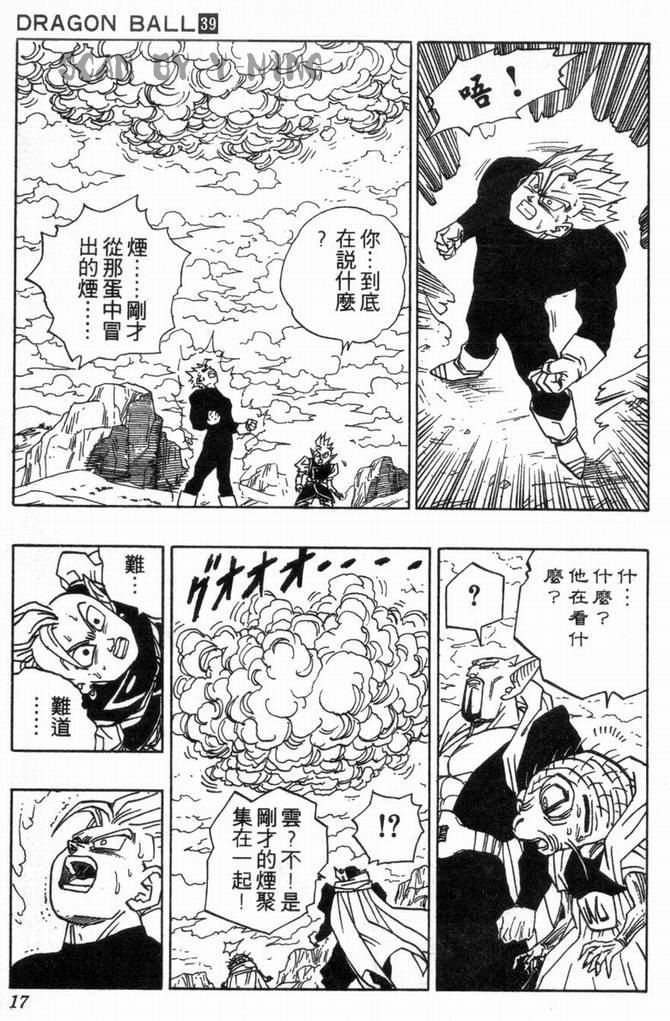 DRAGON BALL 39
SCAN BY Y NINO
唔！
你…到底
在説什麼
？
煙……剛才
從那蛋中冒
出的煙……
什…
什麼？
他在看什
麼？
？
グオオオ・・・・・
雲？不！是
剛才的煙聚
集在一起！
!?
難…
……難道
17